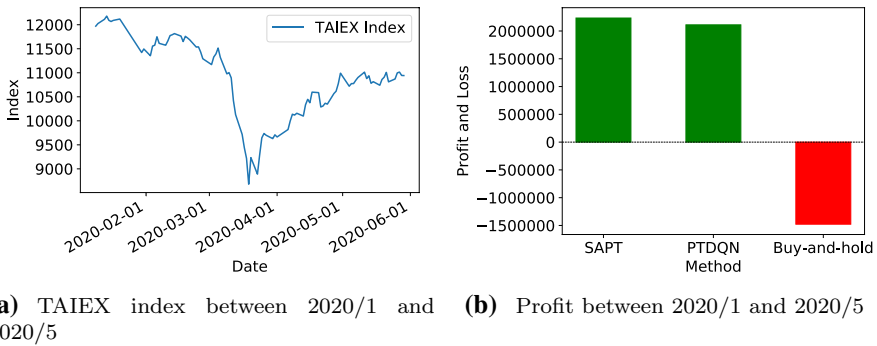 TAIEX Index
12000
11500
11000
10500
10000
9500
9000
Index
2020-02-01
2020-03-01
2020-04-01
2020-05-01
2020-06-01
Date
2000000
1500000
1000000
500000
0
−500000
−1000000
−1500000
Profit and Loss
SAPT
PTDQN
Buy-and-hold
Method
a) TAIEX index between 2020/1 and
020/5
(b) Profit between 2020/1 and 2020/5